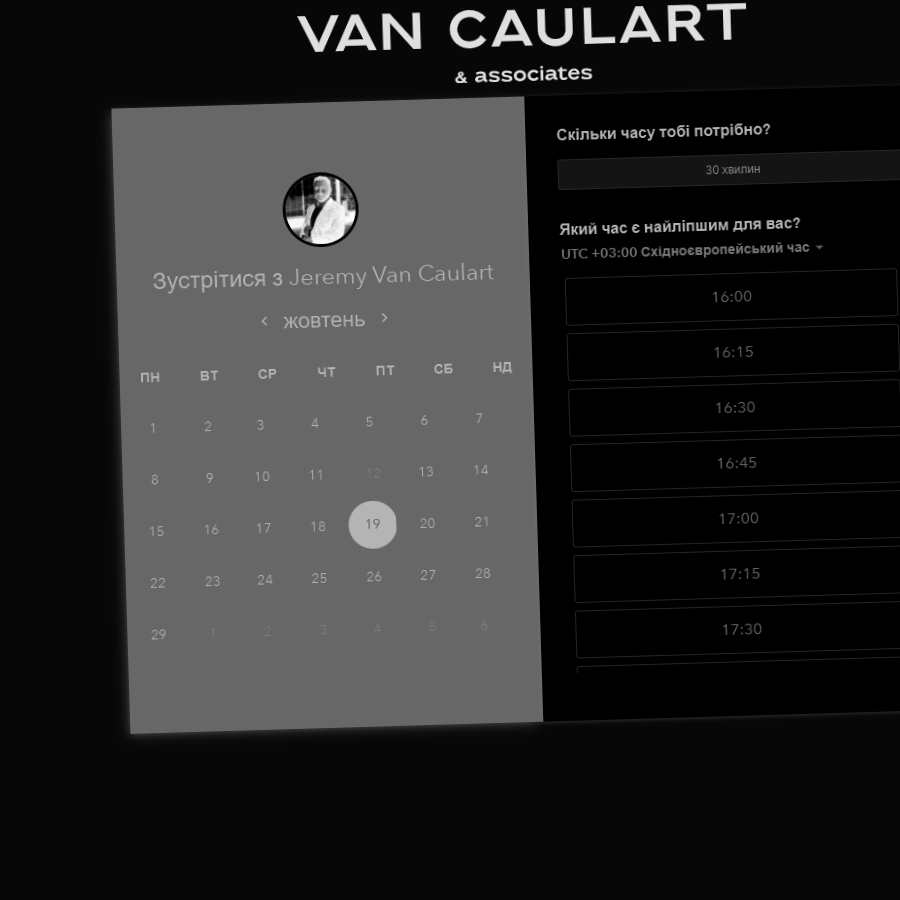 VAN CAULART
& associates
Зустрітися з Jeremy Van Caulart
жовтень
ПН ВТ СР ЧТ ПТ СБ НД
1 2 3 4 5 6 7
8 9 10 11 12 13 14
15 16 17 18 19 20 21
22 23 24 25 26 27 28
29 1 2 3 4 5 6
Скільки часу тобі потрібно?
30 хвилин
Який час є найліпшим для вас?
UTC +03:00 Східноєвропейський час
16:00
16:15
16:30
16:45
17:00
17:15
17:30